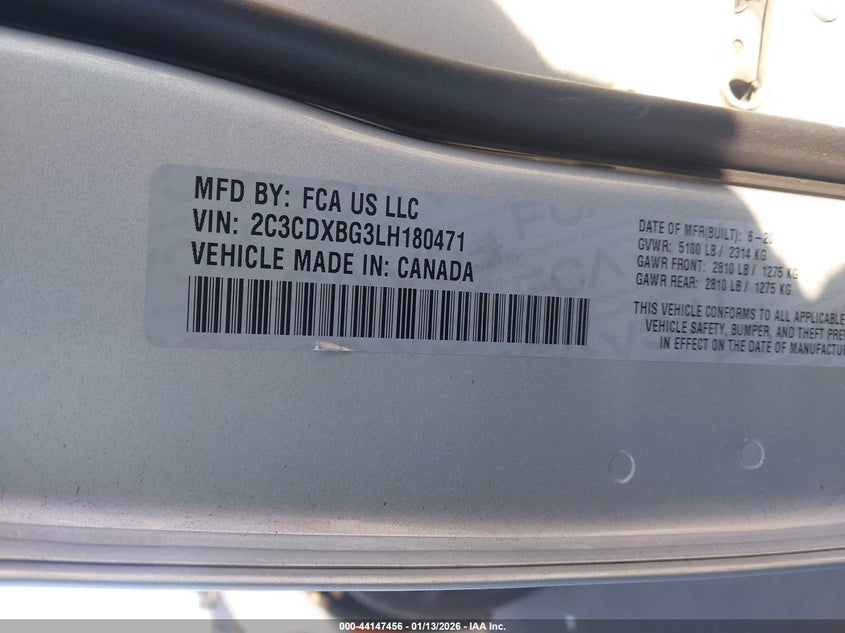 MFD BY: FCA US LLC
VIN: 2C3CDXBG3LH180471
VEHICLE MADE IN: CANADA
DATE OF MFR(BUILT): 6-20
GVWR: 5100 LB / 2314 KG
GAWR FRONT: 2810 LB / 1275 KG
GAWR REAR: 2810 LB / 1275 KG
THIS VEHICLE CONFORMS TO ALL APPLICABLE
VEHICLE SAFETY, BUMPER, AND THEFT
IN EFFECT ON THE DATE OF
000-44147456 | 01/13/2026 | IAA Inc.